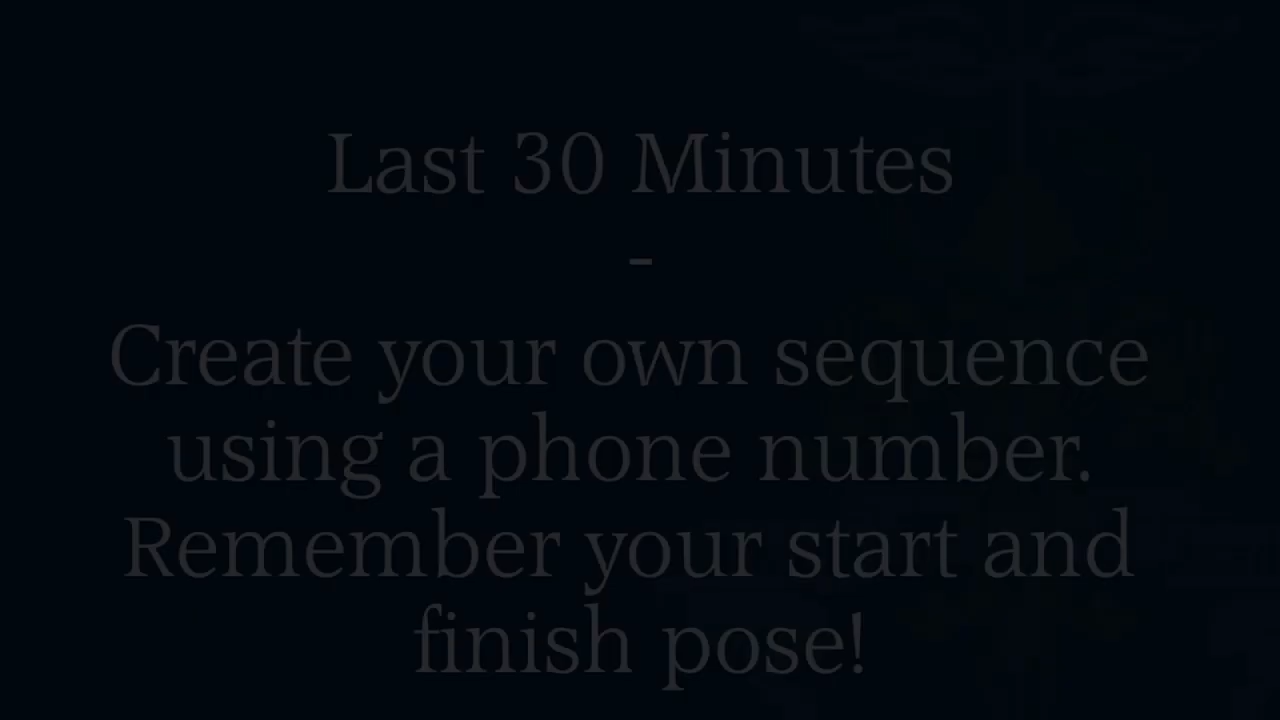 Last 30 Minutes
-
Create your own sequence
using a phone number.
Remember your start and
finish pose!